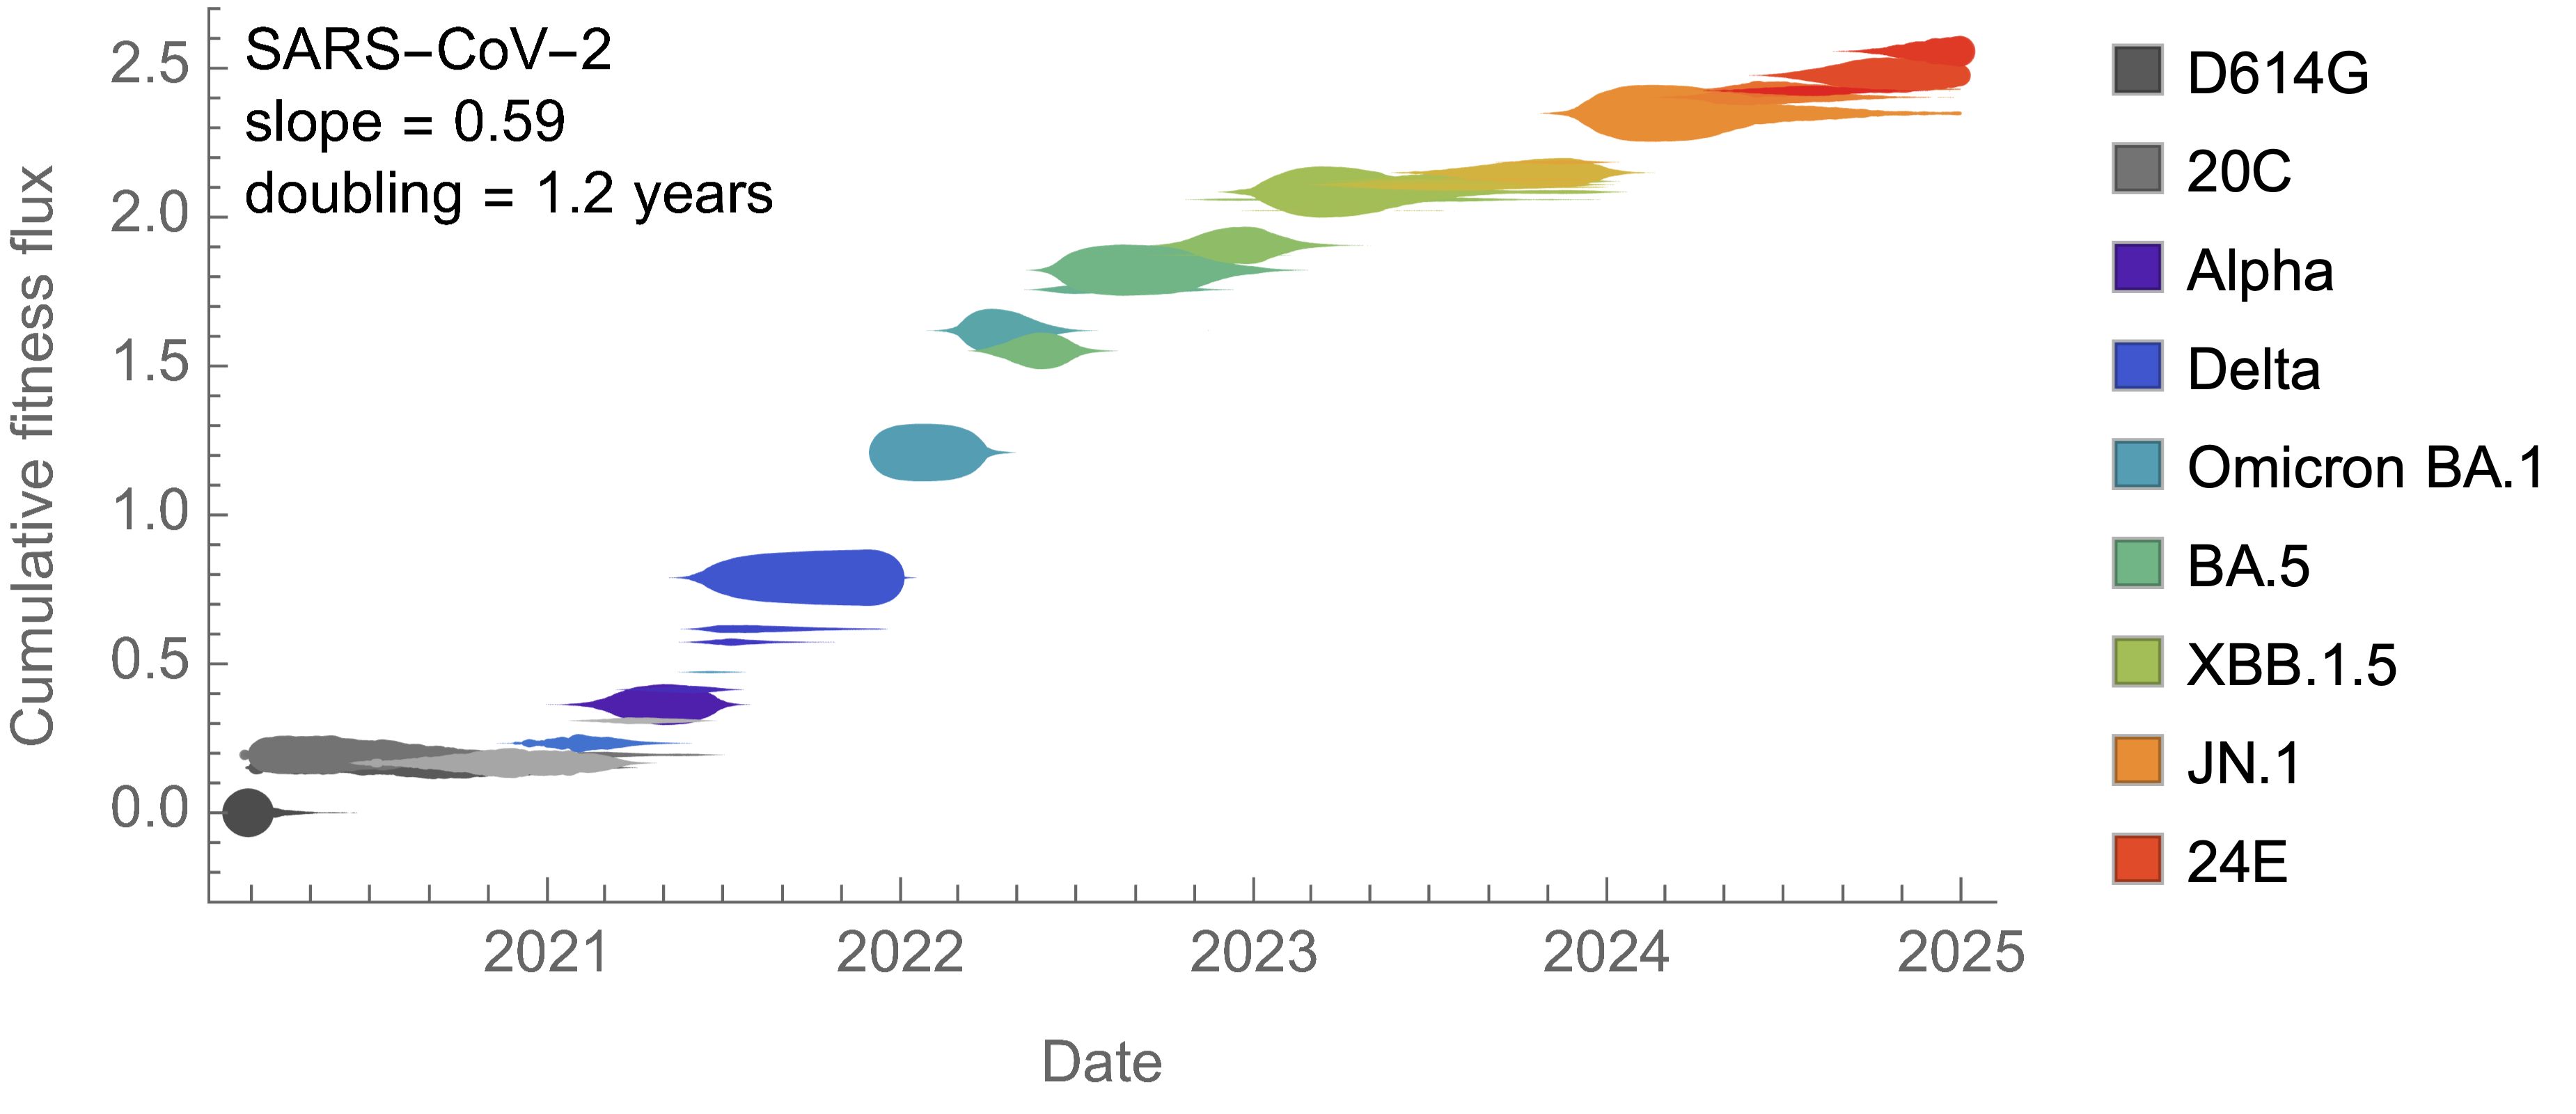 SARS−CoV−2
slope = 0.59
doubling = 1.2 years
Cumulative fitness flux
2.5
2.0
1.5
1.0
0.5
0.0
2021
2022
2023
2024
2025
Date
D614G
20C
Alpha
Delta
Omicron BA.1
BA.5
XBB.1.5
JN.1
24E